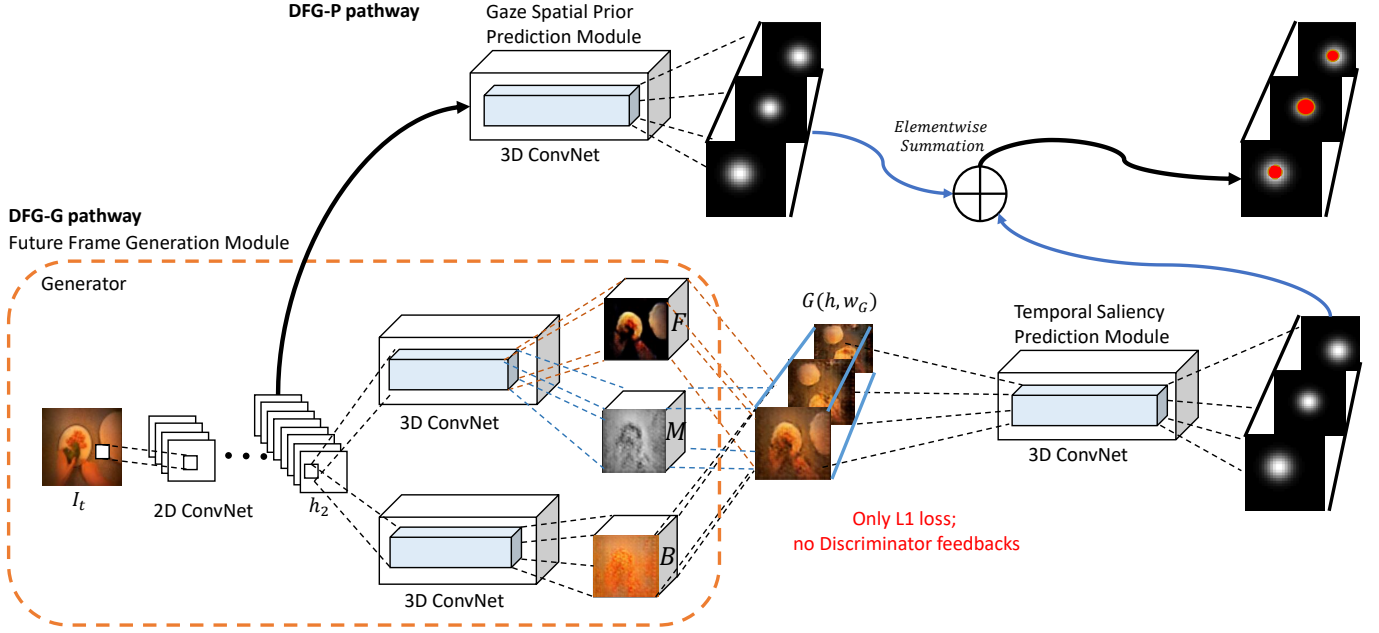 DFG-P pathway
Gaze Spatial Prior
Prediction Module
3D ConvNet
Elementwise
Summation
DFG-G pathway
Future Frame Generation Module
Generator
F
G(h, w_G)
Temporal Saliency
Prediction Module
3D ConvNet
M
3D ConvNet
I_t
2D ConvNet
h_2
Only L1 loss;
no Discriminator feedbacks
B
3D ConvNet